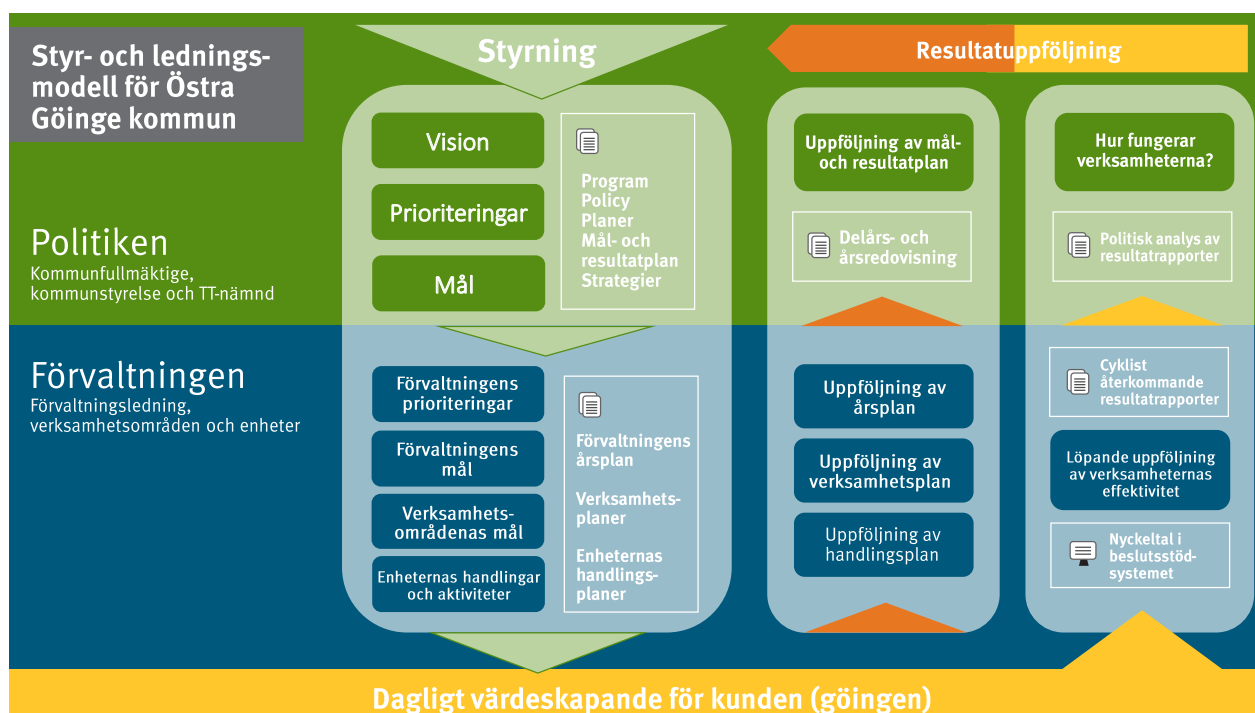 Styr- och lednings-
modell för Östra
Göinge kommun
Styrning
Resultatuppföljning
Politiken
Kommunfullmäktige,
kommunstyrelse och TT-nämnd
Vision
Prioriteringar
Mål
Program
Policy
Planer
Mål- och
resultatplan
Strategier
Uppföljning av mål-
och resultatplan
Delårs- och
årsredovisning
Hur fungerar
verksamheterna?
Politisk analys av
resultatrapporter
Förvaltningen
Förvaltningsledning,
verksamhetsområden och enheter
Förvaltningens
prioriteringar
Förvaltningens
mål
Verksamhets-
områdenas mål
Enheternas handlingar
och aktiviteter
Förvaltningens
årsplan
Verksamhets-
planer
Enheternas
handlings-
planer
Uppföljning av
årsplan
Uppföljning av
verksamhetsplan
Uppföljning av
handlingsplan
Cyklist
återkommande
resultatrapporter
Löpande uppföljning
av verksamheternas
effektivitet
Nyckeltal i
beslutsstöd-
systemet
Dagligt värdeskapande för kunden (göingen)